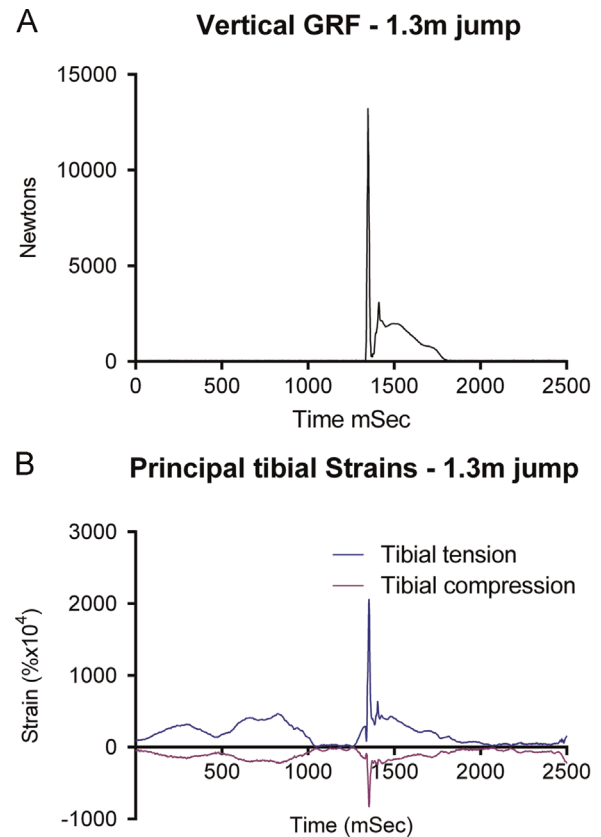 A
Vertical GRF - 1.3m jump
15000
10000
5000
0
Newtons
0 500 1000 1500 2000 2500
Time mSec
B
Principal tibial Strains - 1.3m jump
3000
2000
1000
0
-1000
Strain (%x10⁴)
Tibial tension
Tibial compression
500 1000 1500 2000 2500
Time (mSec)